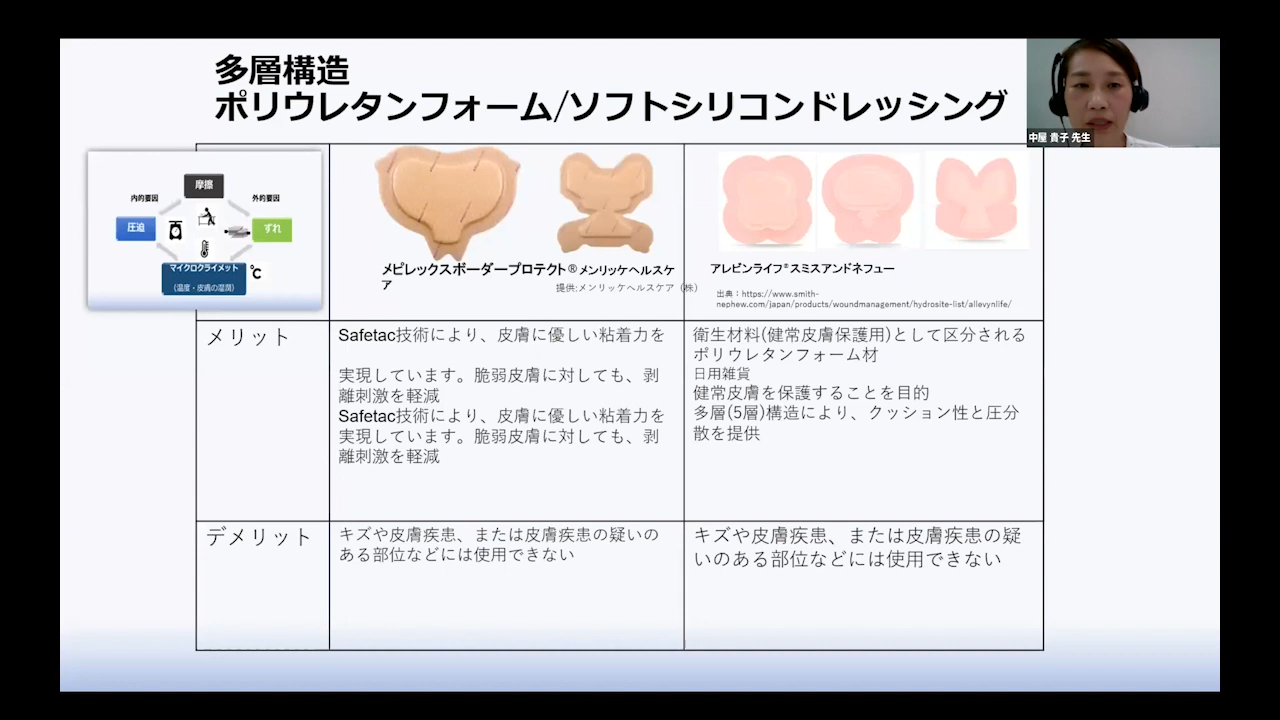 多層構造
ポリウレタンフォーム/ソフトシリコンドレッシング
中屋 貴子 先生
摩擦
内的要因
外的要因
圧迫
ずれ
マイクロクライメット
℃
(温度・皮膚の湿潤)
メピレックスボーダープロテクト®メンリッケヘルスケ
ア
提供:メンリッケヘルスケア（株）
アレビンライフ®スミスアンドネフュー
出典：https://www.smith-
nephew.com/japan/products/woundmanagement/hydrosite-list/allevynlife/
メリット
Safetac技術により、皮膚に優しい粘着力を
実現しています。脆弱皮膚に対しても、剥
離刺激を軽減
Safetac技術により、皮膚に優しい粘着力を
実現しています。脆弱皮膚に対しても、剥
離刺激を軽減
衛生材料(健常皮膚保護用)として区分される
ポリウレタンフォーム材
日用雑貨
健常皮膚を保護することを目的
多層(5層)構造により、クッション性と圧分
散を提供
デメリット
キズや皮膚疾患、または皮膚疾患の疑いの
ある部位などには使用できない
キズや皮膚疾患、または皮膚疾患の疑
いのある部位などには使用できない